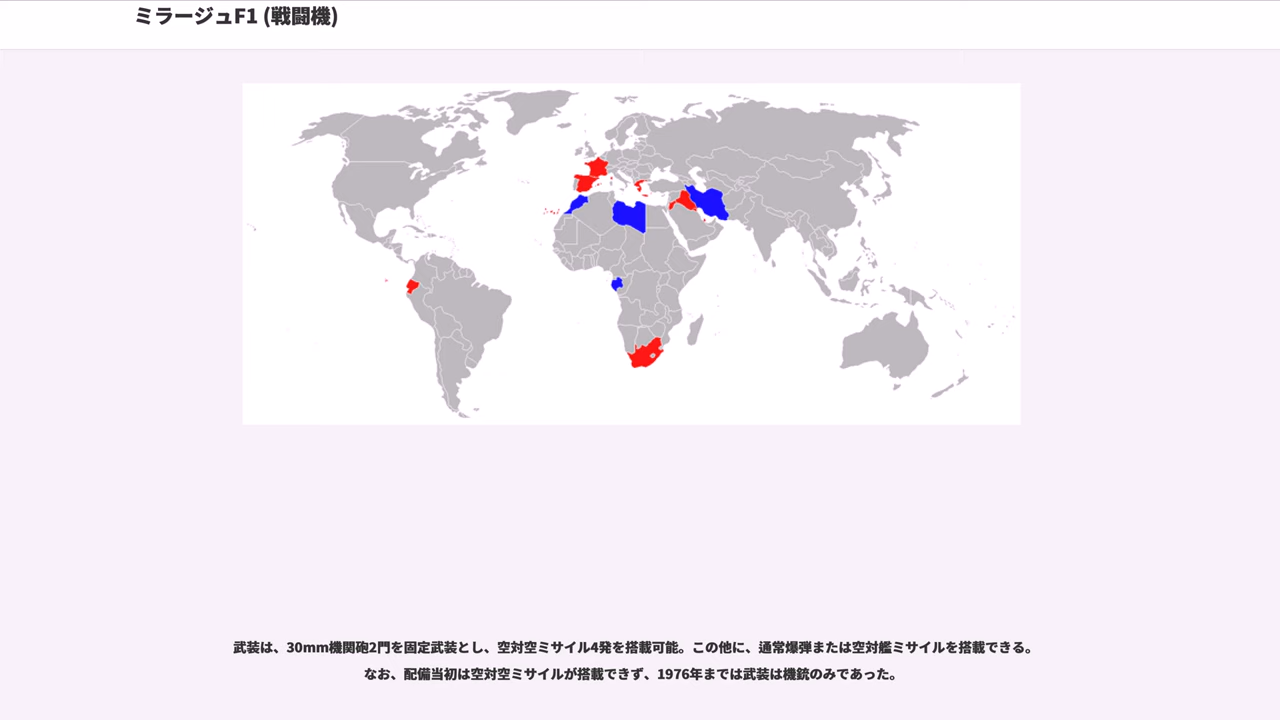 ミラージュF1 (戦闘機)
武装は、30mm機関砲2門を固定武装とし、空対空ミサイル4発を搭載可能。この他に、通常爆弾または空対艦ミサイルを搭載できる。
なお、配備当初は空対空ミサイルが搭載できず、1976年までは武装は機銃のみであった。